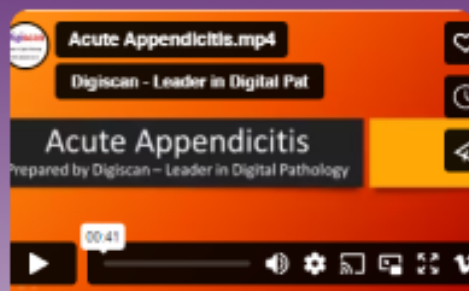 Digiscan
Acute Appendicitis.mp4
Digiscan - Leader in Digital Pat
Acute Appendicitis
Prepared by Digiscan – Leader in Digital Pathology
00:41